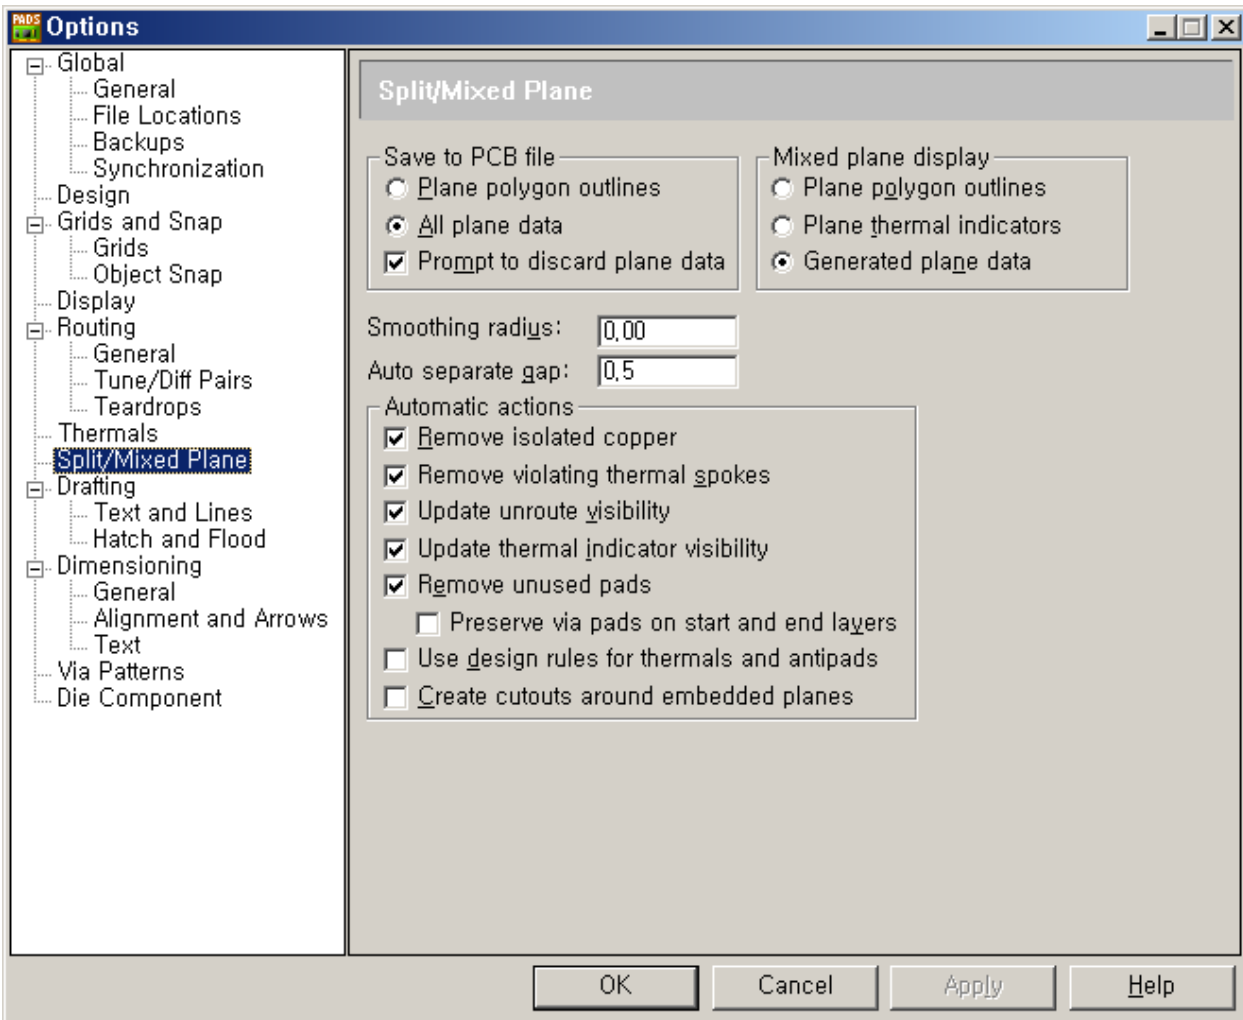 PADS
Options
Global
General
File Locations
Backups
Synchronization
Design
Grids and Snap
Grids
Object Snap
Display
Routing
General
Tune/Diff Pairs
Teardrops
Thermals
Split/Mixed Plane
Drafting
Text and Lines
Hatch and Flood
Dimensioning
General
Alignment and Arrows
Text
Via Patterns
Die Component
Split/Mixed Plane
Save to PCB file
Plane polygon outlines
All plane data
Prompt to discard plane data
Mixed plane display
Plane polygon outlines
Plane thermal indicators
Generated plane data
Smoothing radius: 0.00
Auto separate gap: 0.5
Automatic actions
Remove isolated copper
Remove violating thermal spokes
Update unroute visibility
Update thermal indicator visibility
Remove unused pads
Preserve via pads on start and end layers
Use design rules for thermals and antipads
Create cutouts around embedded planes
OK Cancel Apply Help